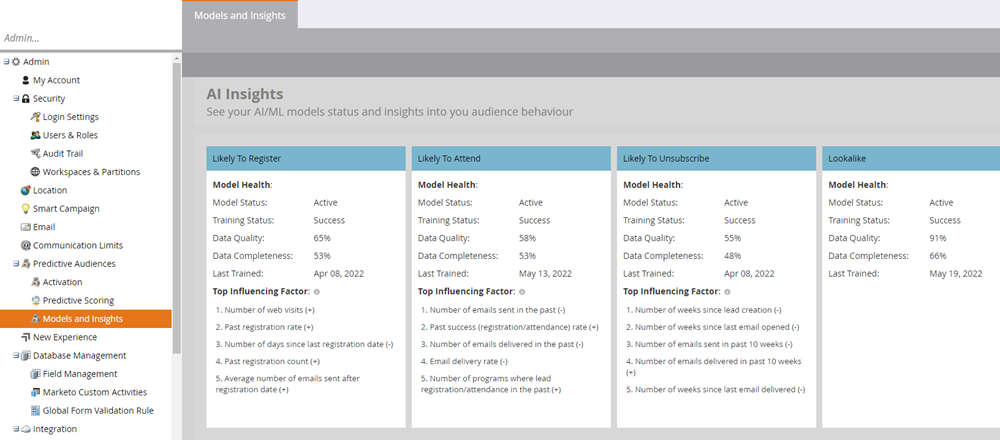 Models and Insights
Admin...
Admin
My Account
Security
Login Settings
Users & Roles
Audit Trail
Workspaces & Partitions
Location
Smart Campaign
Email
Communication Limits
Predictive Audiences
Activation
Predictive Scoring
Models and Insights
New Experience
Database Management
Field Management
Marketo Custom Activities
Global Form Validation Rule
Integration
AI Insights
See your AI/ML models status and insights into you audience behaviour
Likely To Register
Model Health:
Model Status: Active
Training Status: Success
Data Quality: 65%
Data Completeness: 53%
Last Trained: Apr 08, 2022
Top Influencing Factor:
1. Number of web visits (+)
2. Past registration rate (+)
3. Number of days since last registration date (-)
4. Past registration count (+)
5. Average number of emails sent after
registration date (+)
Likely To Attend
Model Health:
Model Status: Active
Training Status: Success
Data Quality: 58%
Data Completeness: 53%
Last Trained: May 13, 2022
Top Influencing Factor:
1. Number of emails sent in the past (-)
2. Past success (registration/attendance) rate (+)
3. Number of emails delivered in the past (-)
4. Email delivery rate (-)
5. Number of programs where lead
registration/attendance in the past (+)
Likely To Unsubscribe
Model Health:
Model Status: Active
Training Status: Success
Data Quality: 55%
Data Completeness: 48%
Last Trained: Apr 08, 2022
Top Influencing Factor:
1. Number of weeks since lead creation (-)
2. Number of weeks since last email opened (-)
3. Number of emails sent in past 10 weeks (-)
4. Number of emails delivered in past 10 weeks
(+)
5. Number of weeks since last email delivered (-)
Lookalike
Model Health:
Model Status: Active
Training Status: Success
Data Quality: 91%
Data Completeness: 66%
Last Trained: May 19, 2022